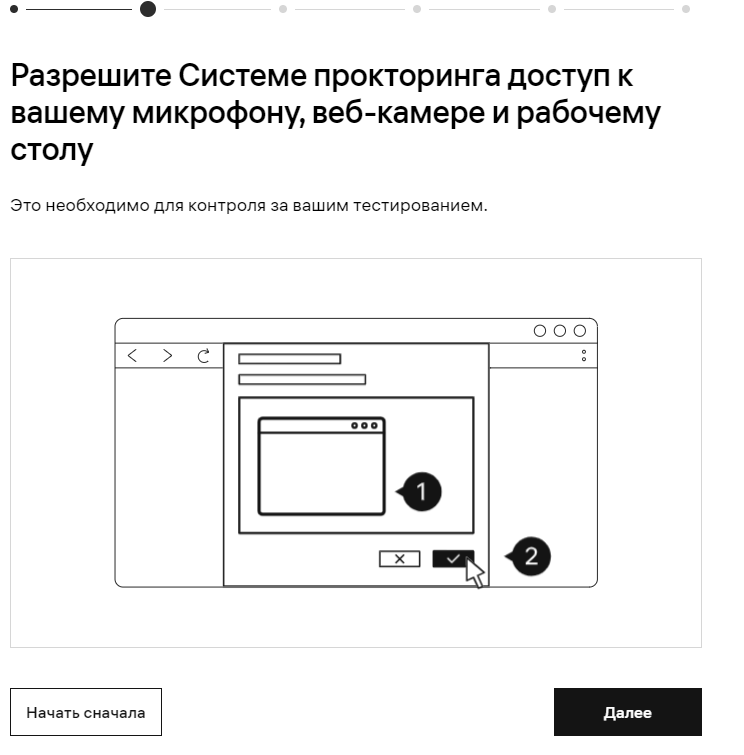 Разрешите Системе прокторинга доступ к
вашему микрофону, веб-камере и рабочему
столу
Это необходимо для контроля за вашим тестированием.
1
2
Начать сначала
Далее